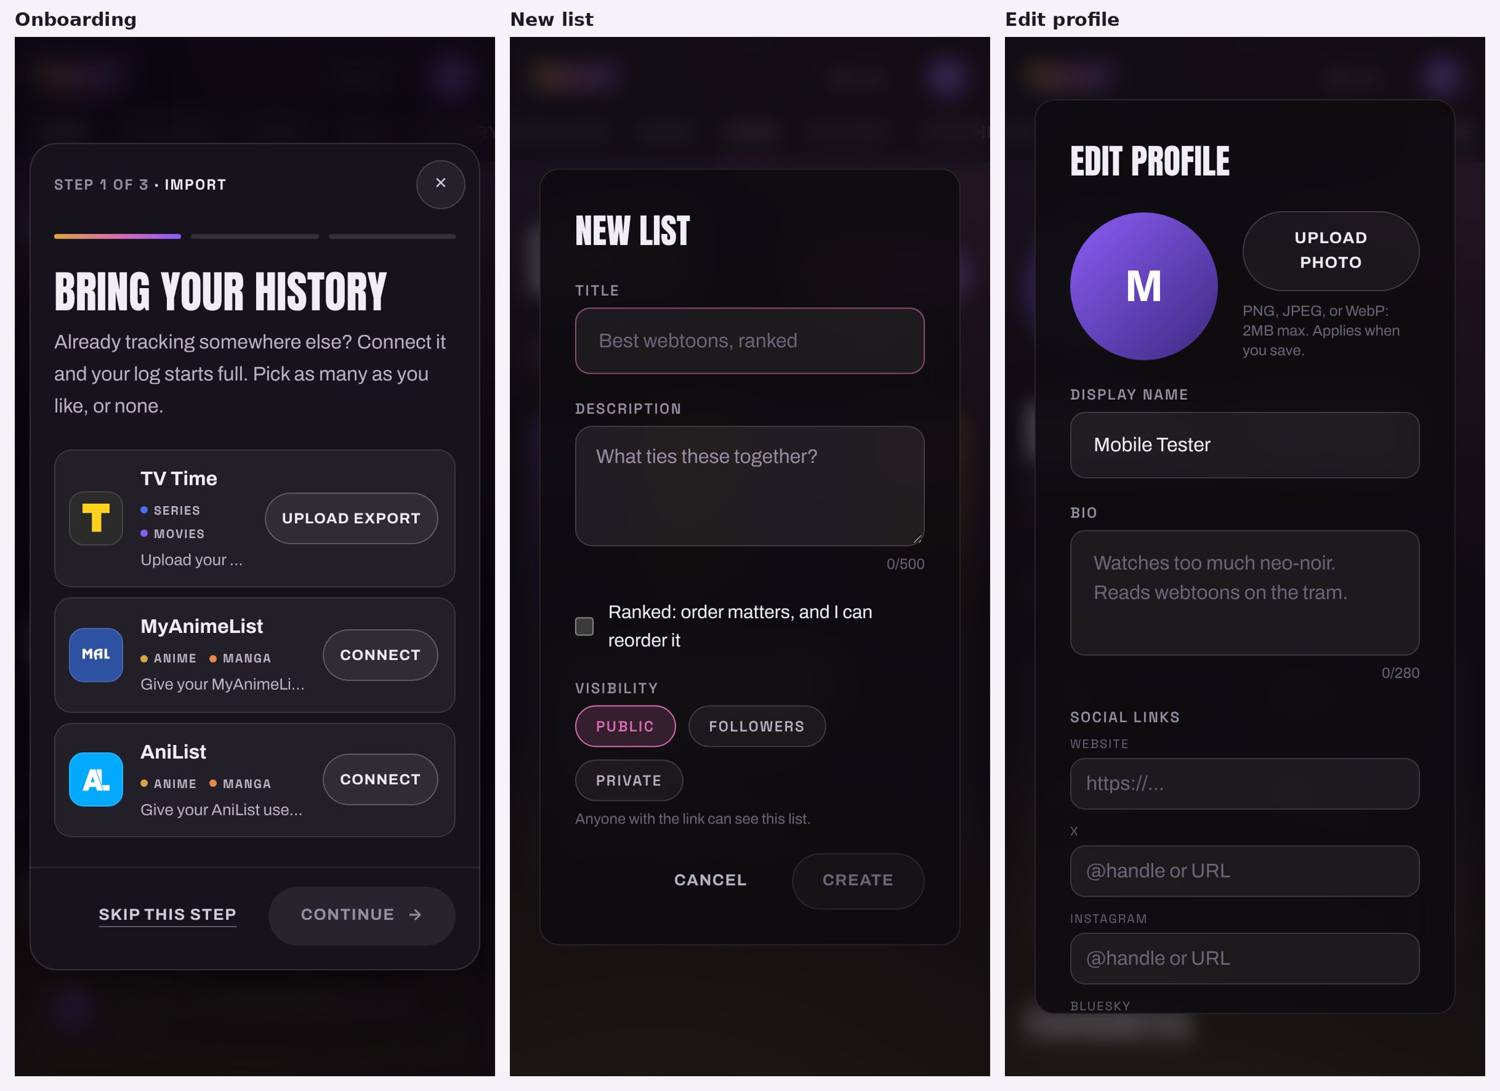 Onboarding
STEP 1 OF 3 · IMPORT
×
BRING YOUR HISTORY
Already tracking somewhere else? Connect it
and your log starts full. Pick as many as you
like, or none.
T
TV Time
SERIES
MOVIES
Upload your ...
UPLOAD EXPORT
MAL
MyAnimeList
ANIME MANGA
Give your MyAnimeLi...
CONNECT
AL
AniList
ANIME MANGA
Give your AniList use...
CONNECT
SKIP THIS STEP
CONTINUE →
New list
NEW LIST
TITLE
Best webtoons, ranked
DESCRIPTION
What ties these together?
0/500
Ranked: order matters, and I can
reorder it
VISIBILITY
PUBLIC FOLLOWERS
PRIVATE
Anyone with the link can see this list.
CANCEL CREATE
Edit profile
EDIT PROFILE
M
UPLOAD
PHOTO
PNG, JPEG, or WebP:
2MB max. Applies when
you save.
DISPLAY NAME
Mobile Tester
BIO
Watches too much neo-noir.
Reads webtoons on the tram.
0/280
SOCIAL LINKS
WEBSITE
https://...
X
@handle or URL
INSTAGRAM
@handle or URL
BLUESKY